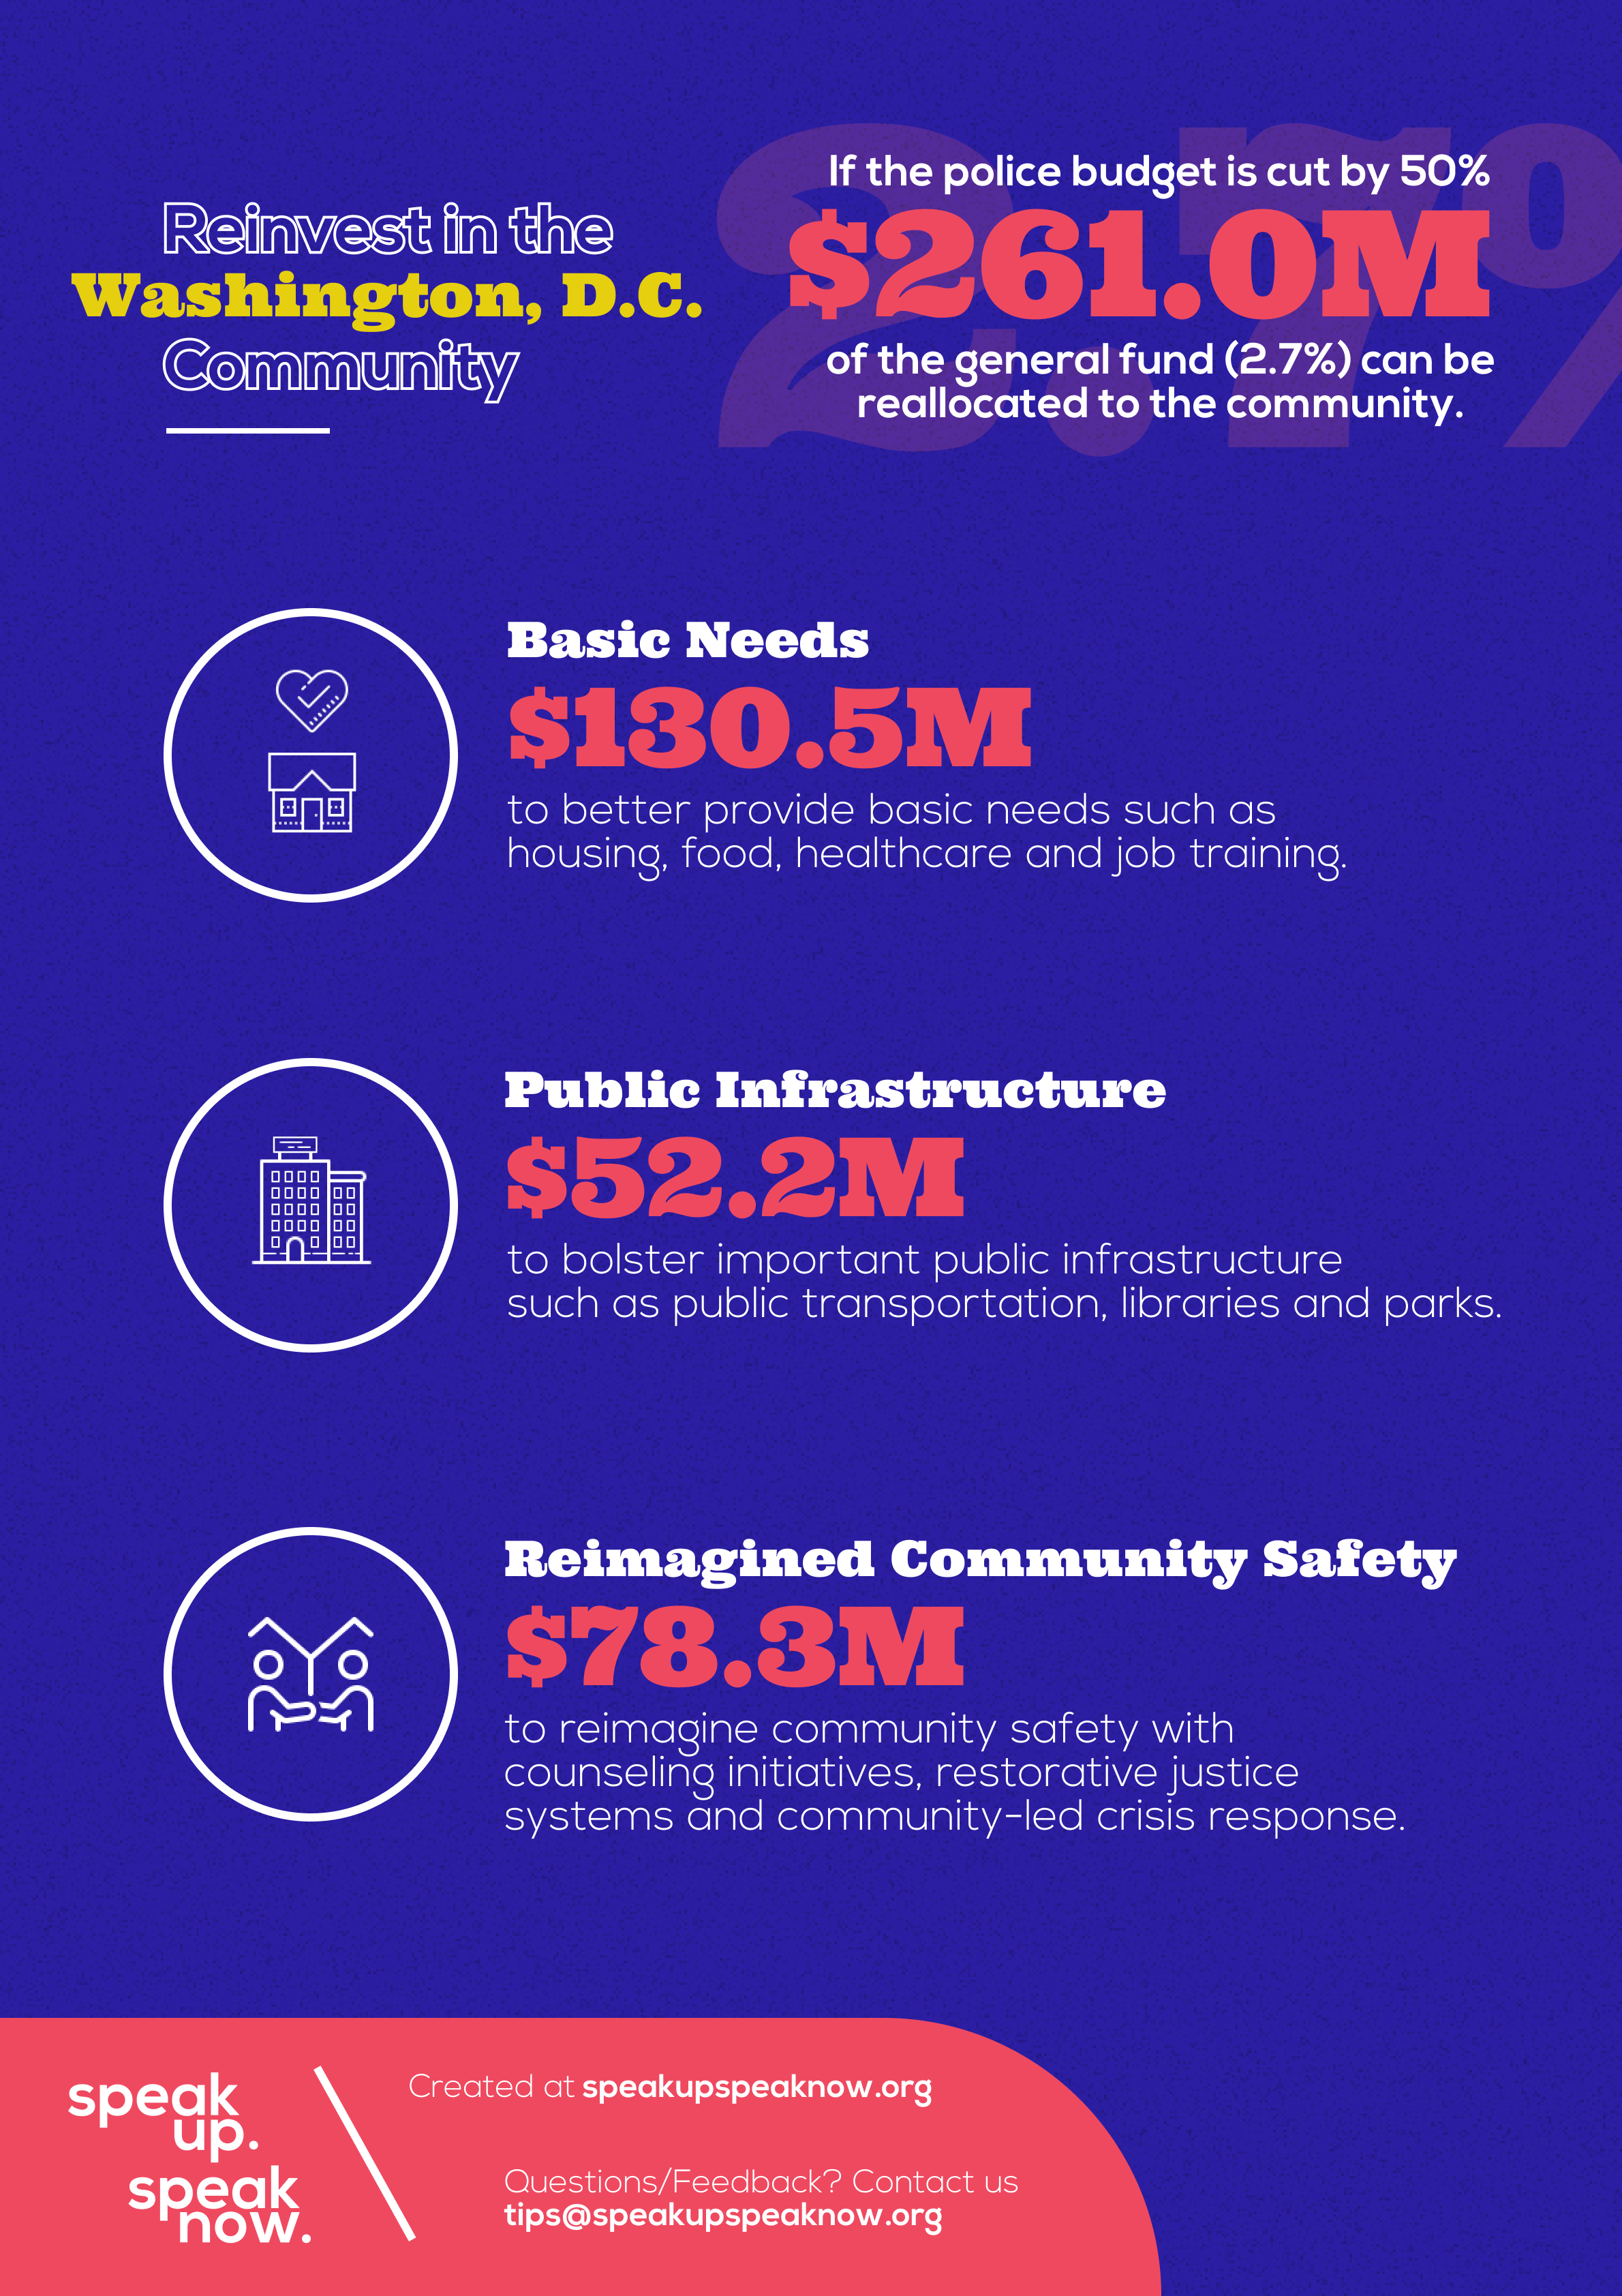 Reinvest in the
Washington, D.C.
Community
2.7%
If the police budget is cut by 50%
$261.0M
of the general fund (2.7%) can be
reallocated to the community.
Basic Needs
$130.5M
to better provide basic needs such as
housing, food, healthcare and job training.
Public Infrastructure
$52.2M
to bolster important public infrastructure
such as public transportation, libraries and parks.
Reimagined Community Safety
$78.3M
to reimagine community safety with
counseling initiatives, restorative justice
systems and community-led crisis response.
speak
up.
speak
now.
Created at speakupspeaknow.org
Questions/Feedback? Contact us
tips@speakupspeaknow.org